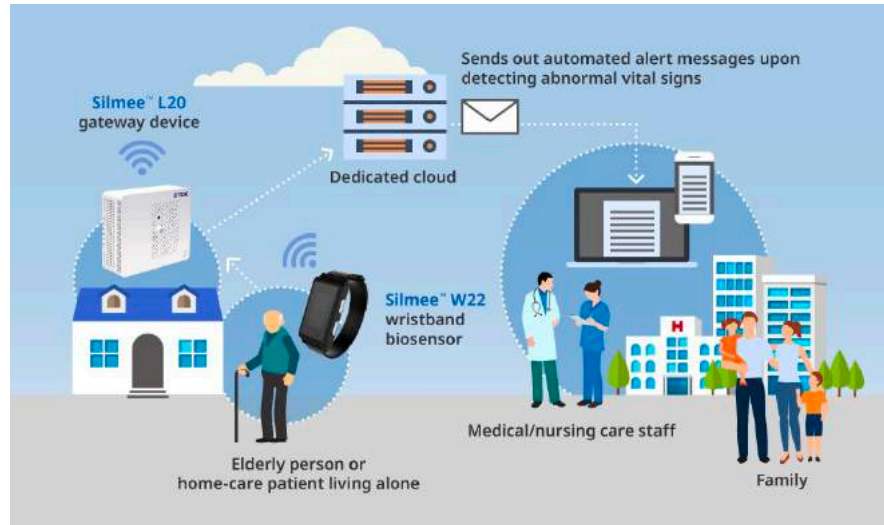 Sends out automated alert messages upon
detecting abnormal vital signs
Silmee™ L20
gateway device
Dedicated cloud
TDK
Silmee™ W22
wristband
biosensor
H
Medical/nursing care staff
Elderly person or
home-care patient living alone
Family